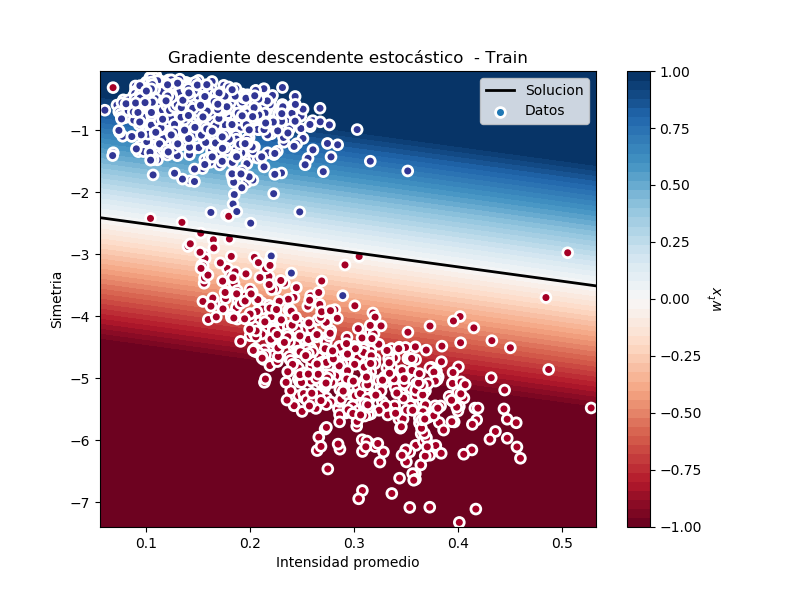 Gradiente descendente estocástico - Train
Solucion
Datos
−1
−2
−3
−4
−5
−6
−7
Simetria
0.1 0.2 0.3 0.4 0.5
Intensidad promedio
1.00
0.75
0.50
0.25
0.00
−0.25
−0.50
−0.75
−1.00
wᵗx